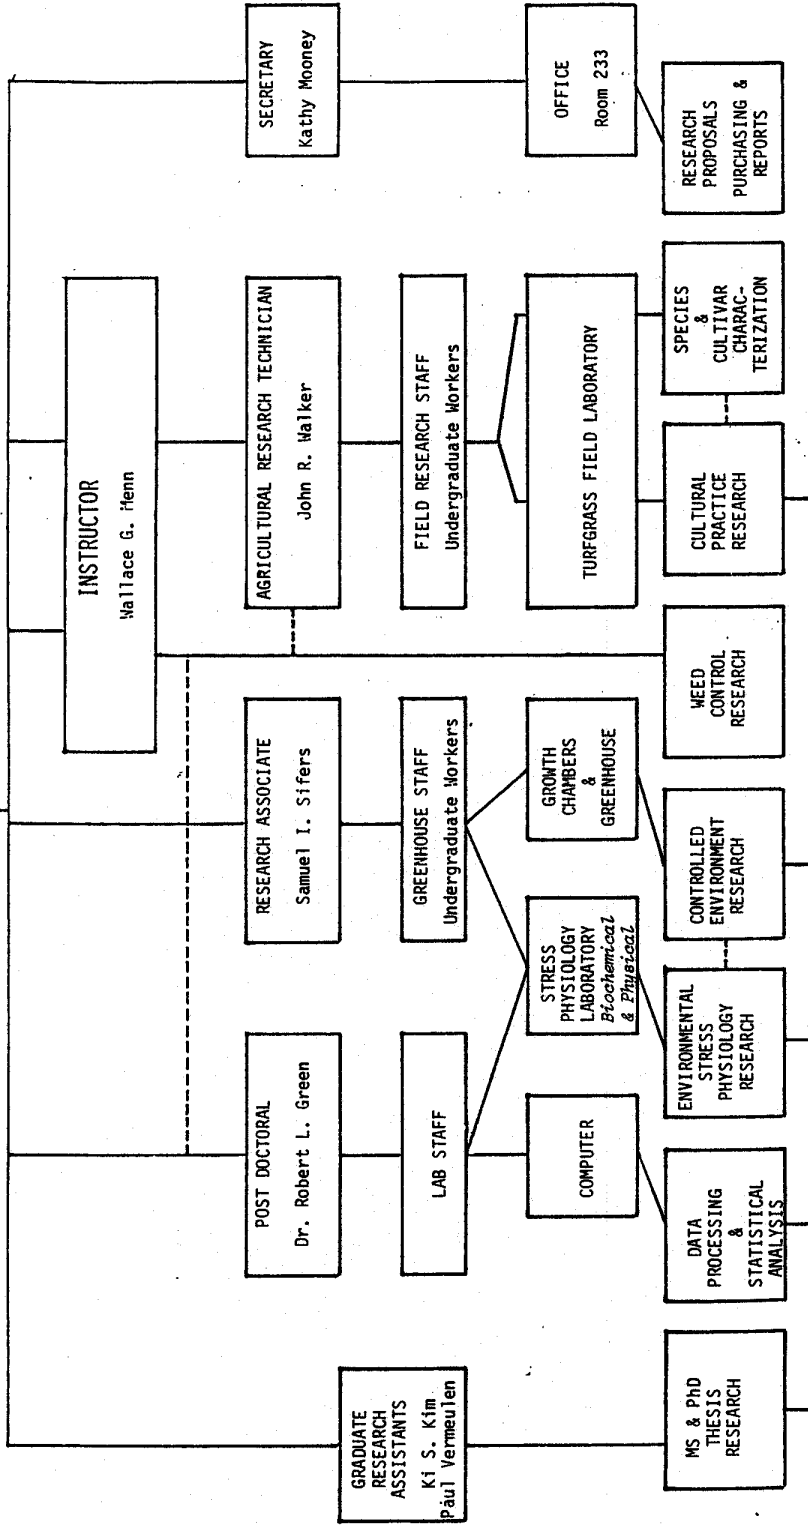 INSTRUCTOR
Wallace G. Menn
POST DOCTORAL
Dr. Robert L. Green
RESEARCH ASSOCIATE
Samuel I. Sifers
AGRICULTURAL RESEARCH TECHNICIAN
John R. Walker
SECRETARY
Kathy Mooney
GRADUATE
RESEARCH
ASSISTANTS
Ki S. Kim
Paul Vermeulen
LAB STAFF
GREENHOUSE STAFF
Undergraduate Workers
FIELD RESEARCH STAFF
Undergraduate Workers
COMPUTER
STRESS
PHYSIOLOGY
LABORATORY
Biochemical
& Physical
GROWTH
CHAMBERS
&
GREENHOUSE
TURFGRASS FIELD LABORATORY
OFFICE
Room 233
MS & PhD
THESIS
RESEARCH
DATA
PROCESSING
&
STATISTICAL
ANALYSIS
ENVIRONMENTAL
STRESS
PHYSIOLOGY
RESEARCH
CONTROLLED
ENVIRONMENT
RESEARCH
WEED
CONTROL
RESEARCH
CULTURAL
PRACTICE
RESEARCH
SPECIES
&
CULTIVAR
CHARAC-
TERIZATION
RESEARCH
PROPOSALS
PURCHASING &
REPORTS